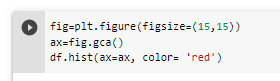 fig=plt.figure(figsize=(15,15))
ax=fig.gca()
df.hist(ax=ax, color= 'red')